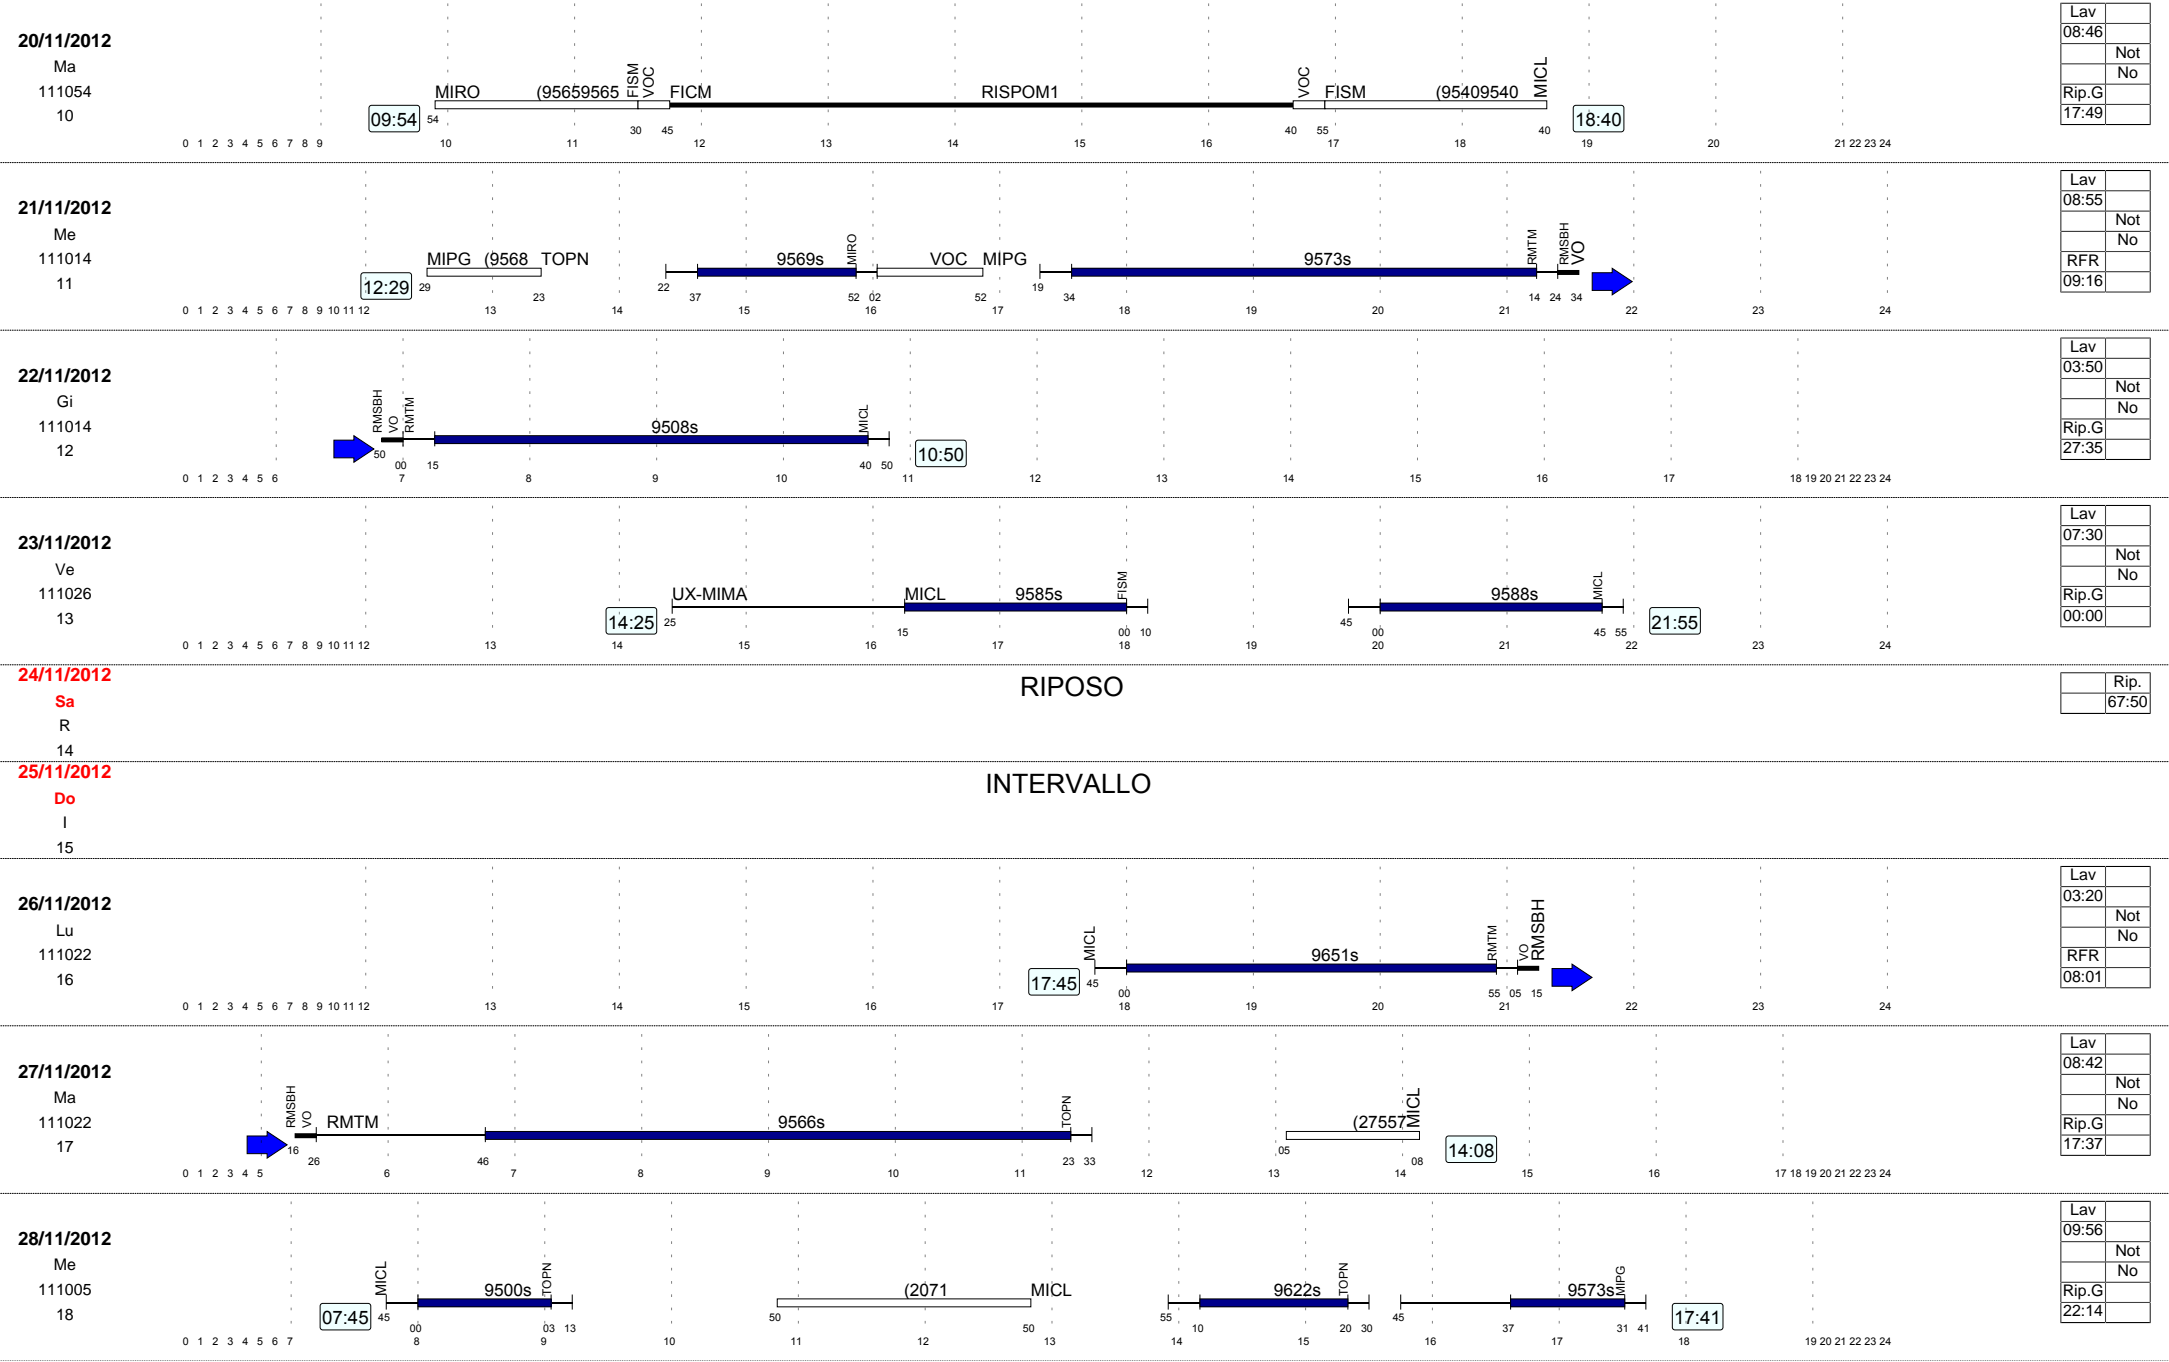 20/11/2012
Ma
111054
10
09:54
MIRO (95659565 FISM VOC FICM RISPOM1 VOC FISM (95409540 MICL
54 30 45 40 55 40
18:40
0 1 2 3 4 5 6 7 8 9 10 11 12 13 14 15 16 17 18 19 20 21 22 23 24
Lav
08:46
Not
No
Rip.G
17:49
21/11/2012
Me
111014
11
12:29
MIPG (9568 TOPN 9569s MIRO VOC MIPG 9573s RMTM RMSBH VO
29 23 22 37 52 02 52 19 34 14 24 34
0 1 2 3 4 5 6 7 8 9 10 11 12 13 14 15 16 17 18 19 20 21 22 23 24
Lav
08:55
Not
No
RFR
09:16
22/11/2012
Gi
111014
12
RMSBH VO RMTM 9508s MICL
50 00 15 40 50
10:50
0 1 2 3 4 5 6 7 8 9 10 11 12 13 14 15 16 17 18 19 20 21 22 23 24
Lav
03:50
Not
No
Rip.G
27:35
23/11/2012
Ve
111026
13
14:25
UX-MIMA MICL 9585s FISM 9588s MICL
25 15 00 10 45 00 45 55
21:55
0 1 2 3 4 5 6 7 8 9 10 11 12 13 14 15 16 17 18 19 20 21 22 23 24
Lav
07:30
Not
No
Rip.G
00:00
24/11/2012
Sa
R
14
RIPOSO
Rip.
67:50
25/11/2012
Do
I
15
INTERVALLO
26/11/2012
Lu
111022
16
17:45
MICL 9651s RMTM VO RMSBH
45 00 55 05 15
0 1 2 3 4 5 6 7 8 9 10 11 12 13 14 15 16 17 18 19 20 21 22 23 24
Lav
03:20
Not
No
RFR
08:01
27/11/2012
Ma
111022
17
RMSBH VO RMTM 9566s TOPN (27557 MICL
16 26 46 23 33 05 08
14:08
0 1 2 3 4 5 6 7 8 9 10 11 12 13 14 15 16 17 18 19 20 21 22 23 24
Lav
08:42
Not
No
Rip.G
17:37
28/11/2012
Me
111005
18
07:45
MICL 9500s TOPN (2071 MICL 9622s TOPN 9573s MIPG
45 00 03 13 50 50 55 10 20 30 45 37 31 41
17:41
0 1 2 3 4 5 6 7 8 9 10 11 12 13 14 15 16 17 18 19 20 21 22 23 24
Lav
09:56
Not
No
Rip.G
22:14